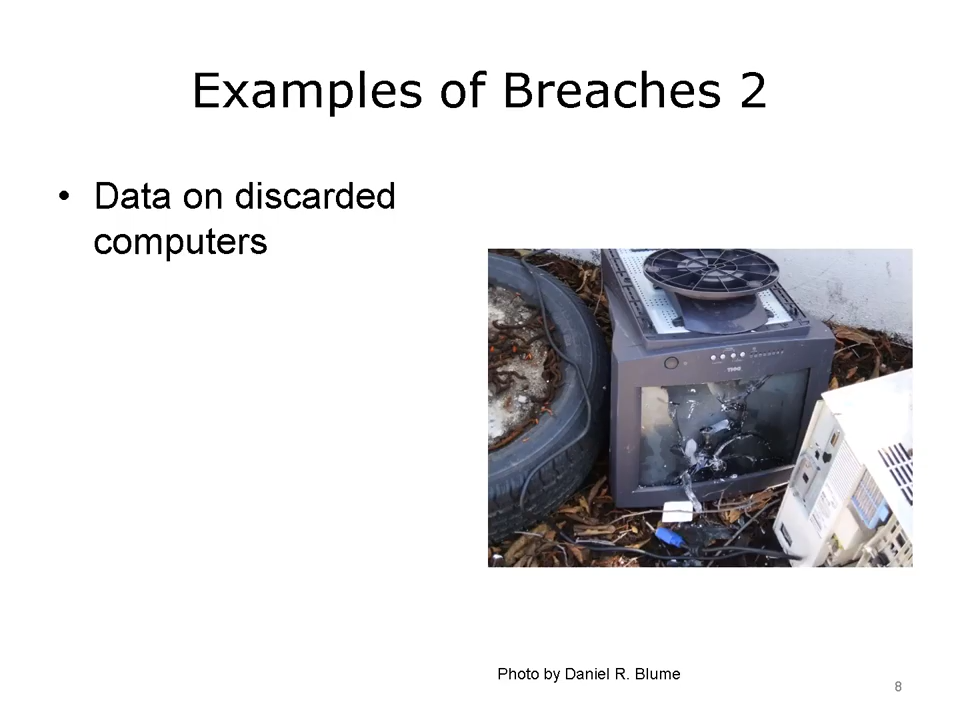 Examples of Breaches 2
• Data on discarded
computers
Photo by Daniel R. Blume
8